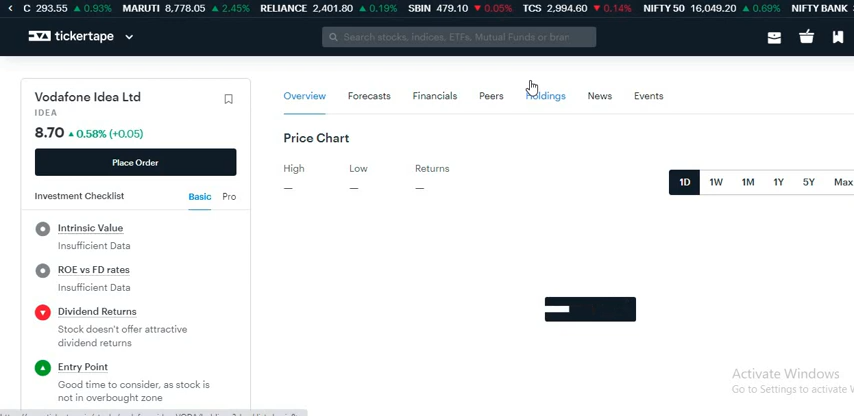 C 293.55 ▲ 0.93% MARUTI 8,778.05 ▲ 2.45% RELIANCE 2,401.80 ▲ 0.19% SBIN 479.10 ▼ 0.05% TCS 2,994.60 ▼ 0.14% NIFTY 50 16,049.20 ▲ 0.69% NIFTY BANK
tickertape
Search stocks, indices, ETFs, Mutual Funds or bran
Vodafone Idea Ltd
IDEA
8.70 ▲ 0.58% (+0.05)
Place Order
Investment Checklist Basic Pro
Intrinsic Value
Insufficient Data
ROE vs FD rates
Insufficient Data
Dividend Returns
Stock doesn't offer attractive
dividend returns
Entry Point
Good time to consider, as stock is
not in overbought zone
Overview Forecasts Financials Peers Holdings News Events
Price Chart
High Low Returns
— — —
1D 1W 1M 1Y 5Y Max
Activate Windows
Go to Settings to activate W